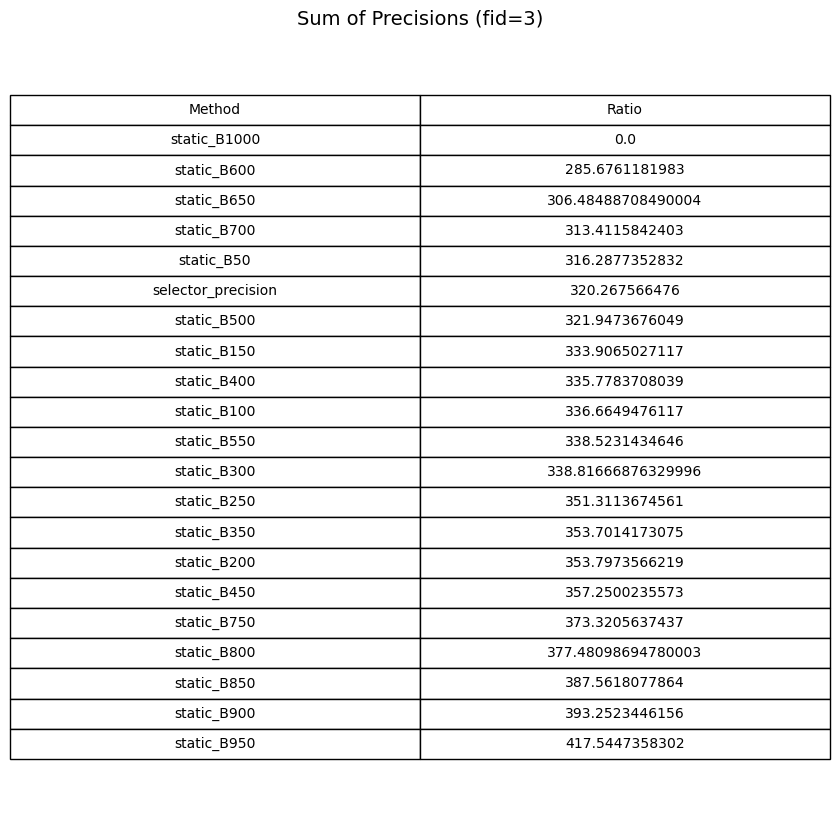 Sum of Precisions (fid=3)
Method Ratio
static_B1000 0.0
static_B600 285.6761181983
static_B650 306.48488708490004
static_B700 313.4115842403
static_B50 316.2877352832
selector_precision 320.267566476
static_B500 321.9473676049
static_B150 333.9065027117
static_B400 335.7783708039
static_B100 336.6649476117
static_B550 338.5231434646
static_B300 338.81666876329996
static_B250 351.3113674561
static_B350 353.7014173075
static_B200 353.7973566219
static_B450 357.2500235573
static_B750 373.3205637437
static_B800 377.48098694780003
static_B850 387.5618077864
static_B900 393.2523446156
static_B950 417.5447358302